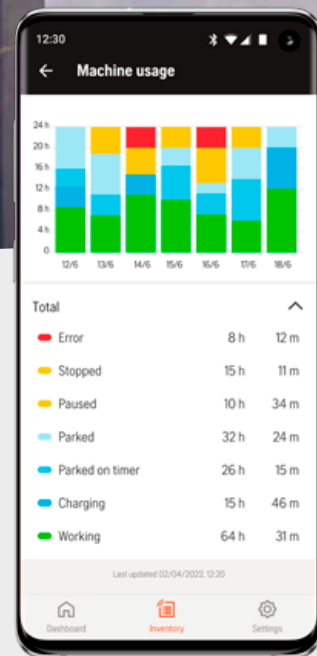 12:30
Machine usage
24 h
20 h
16 h
12 h
8 h
4 h
0
12/6 13/6 14/6 15/6 16/6 17/6 18/6
Total
Error 8 h 12 m
Stopped 15 h 11 m
Paused 10 h 34 m
Parked 32 h 24 m
Parked on timer 26 h 15 m
Charging 15 h 46 m
Working 64 h 31 m
Last updated 02/04/2022, 12:20
Dashboard Inventory Settings